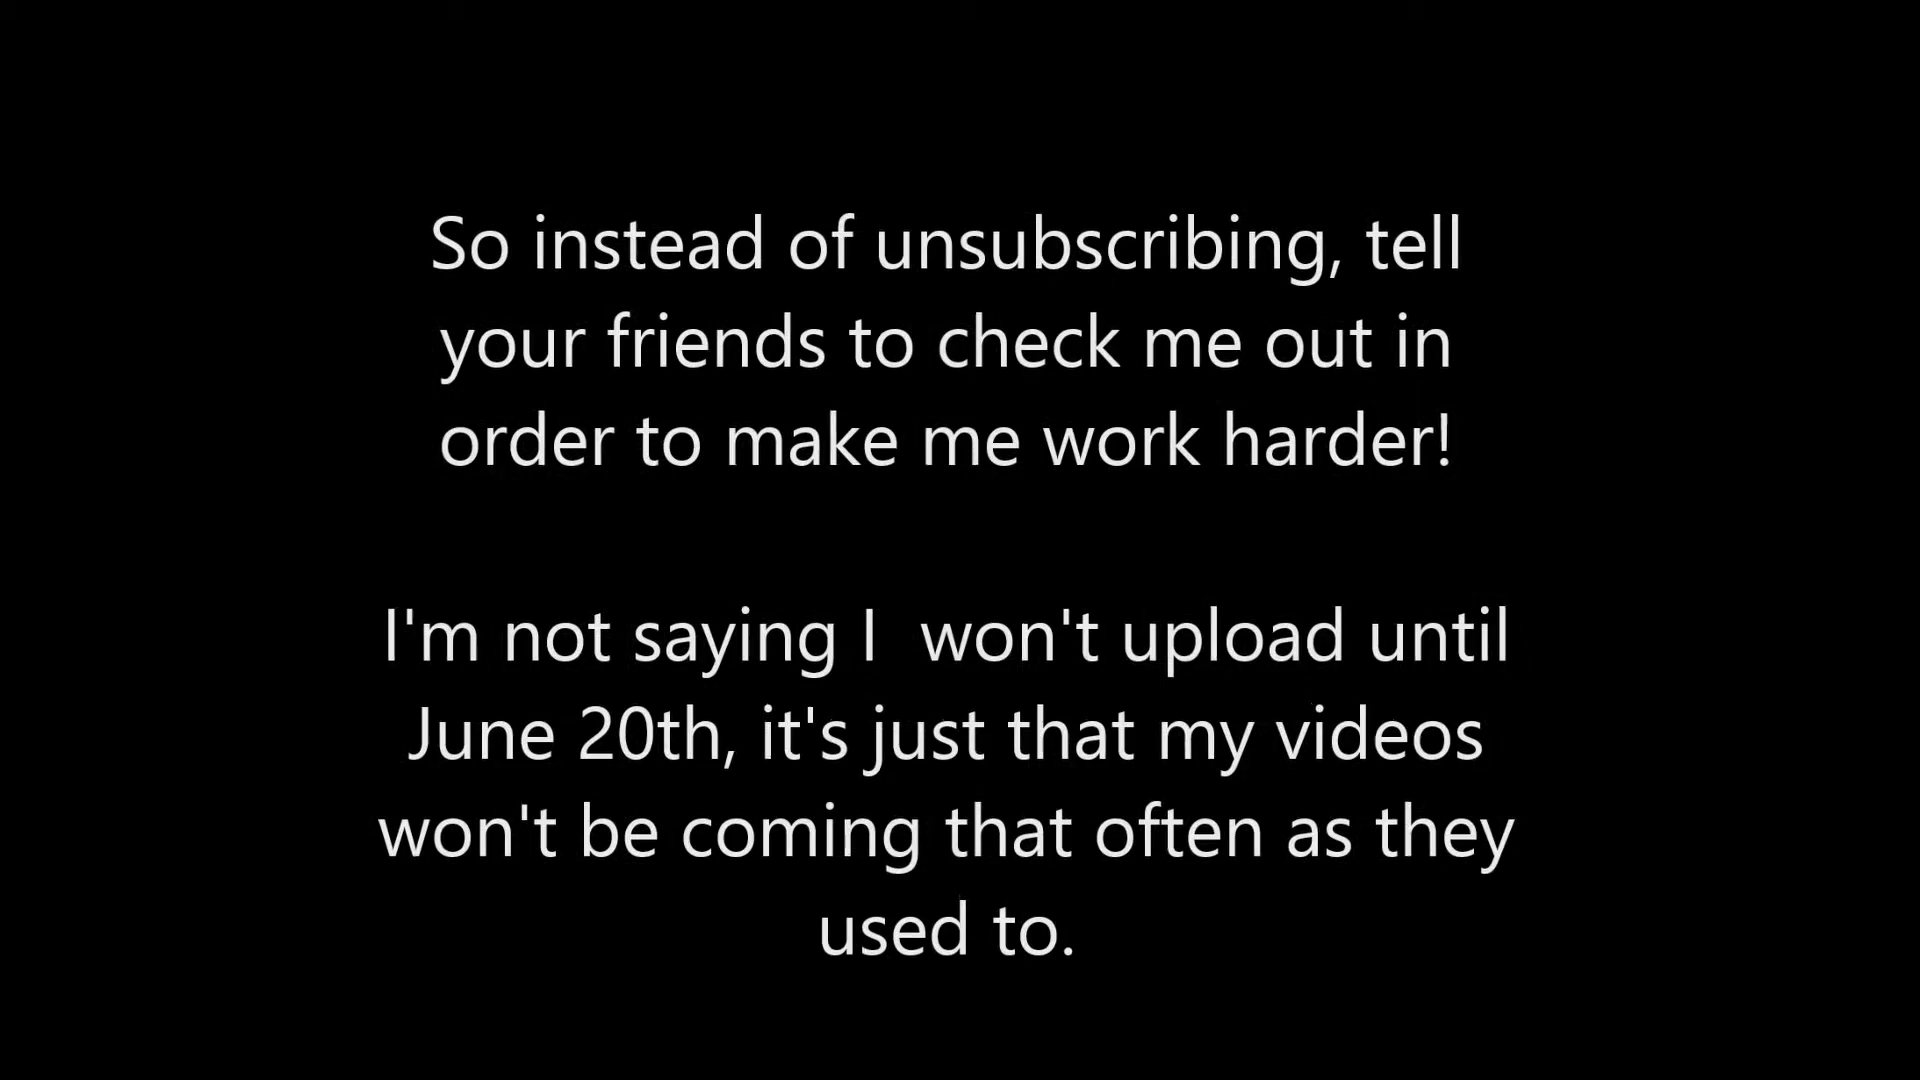 So instead of unsubscribing, tell
your friends to check me out in
order to make me work harder!
I'm not saying I  won't upload until
June 20th, it's just that my videos
won't be coming that often as they
used to.